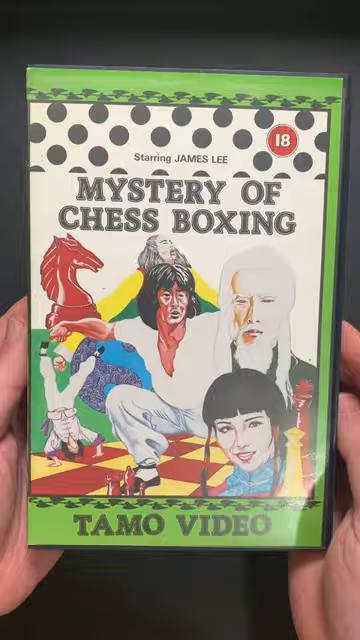 Starring JAMES LEE
18
MYSTERY OF
CHESS BOXING
TAMO VIDEO